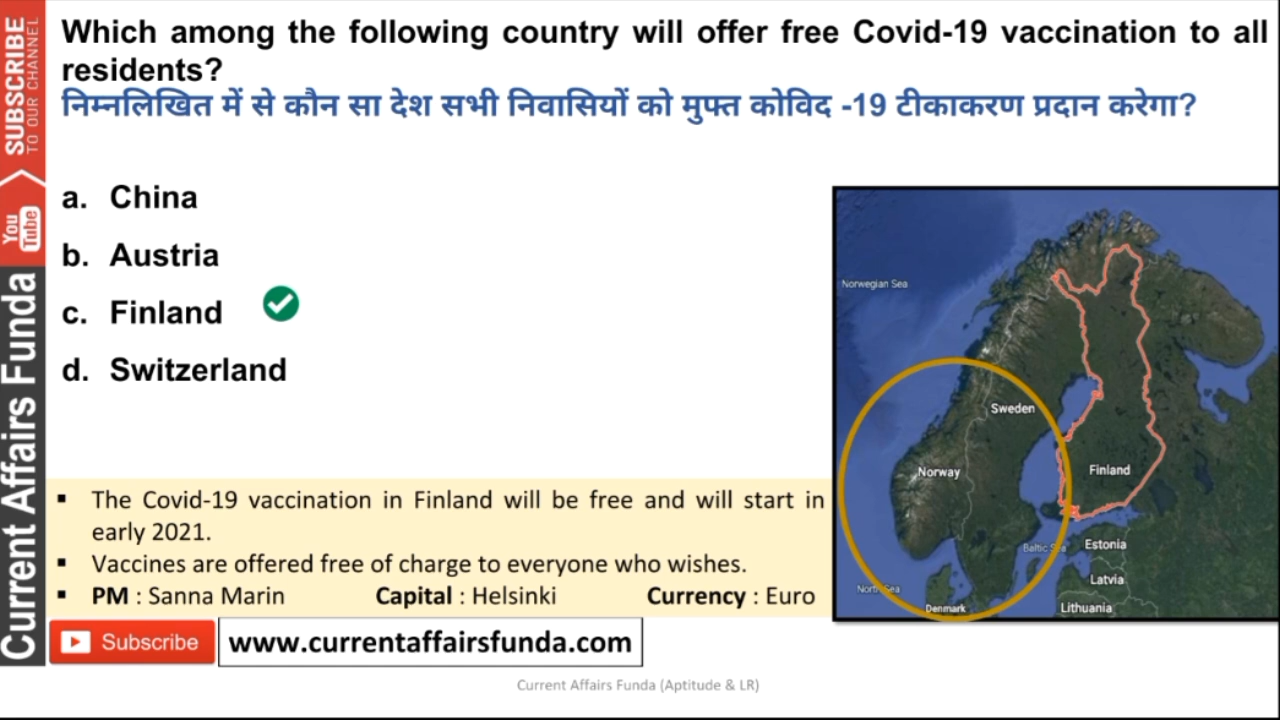 Which among the following country will offer free Covid-19 vaccination to all
residents?
निम्नलिखित में से कौन सा देश सभी निवासियों को मुफ्त कोविद -19 टीकाकरण प्रदान करेगा?
a. China
b. Austria
c. Finland
d. Switzerland
▪ The Covid-19 vaccination in Finland will be free and will start in
early 2021.
▪ Vaccines are offered free of charge to everyone who wishes.
▪ PM : Sanna Marin Capital : Helsinki Currency : Euro
Norwegian Sea
Sweden
Norway
Finland
Baltic Sea
Estonia
Latvia
North Sea
Denmark
Lithuania
SUBSCRIBE
TO OUR CHANNEL
You
Tube
Current Affairs Funda
Subscribe
www.currentaffairsfunda.com
Current Affairs Funda (Aptitude & LR)